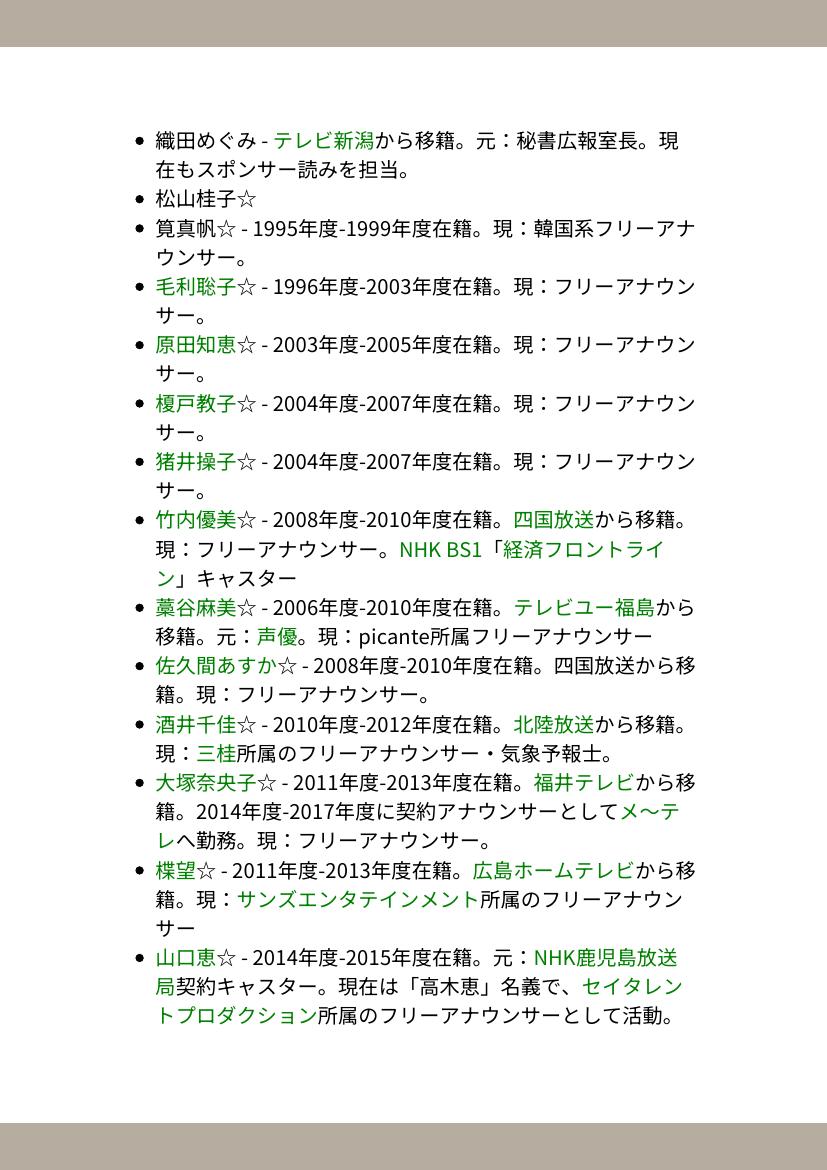 織田めぐみ - テレビ新潟から移籍。元：秘書広報室長。現
在もスポンサー読みを担当。
松山桂子☆
筧真帆☆ - 1995年度-1999年度在籍。現：韓国系フリーアナ
ウンサー。
毛利聡子☆ - 1996年度-2003年度在籍。現：フリーアナウン
サー。
原田知恵☆ - 2003年度-2005年度在籍。現：フリーアナウン
サー。
榎戸教子☆ - 2004年度-2007年度在籍。現：フリーアナウン
サー。
猪井操子☆ - 2004年度-2007年度在籍。現：フリーアナウン
サー。
竹内優美☆ - 2008年度-2010年度在籍。四国放送から移籍。
現：フリーアナウンサー。NHK BS1「経済フロントライ
ン」キャスター
藁谷麻美☆ - 2006年度-2010年度在籍。テレビユー福島から
移籍。元：声優。現：picante所属フリーアナウンサー
佐久間あすか☆ - 2008年度-2010年度在籍。四国放送から移
籍。現：フリーアナウンサー。
酒井千佳☆ - 2010年度-2012年度在籍。北陸放送から移籍。
現：三桂所属のフリーアナウンサー・気象予報士。
大塚奈央子☆ - 2011年度-2013年度在籍。福井テレビから移
籍。2014年度-2017年度に契約アナウンサーとしてメ〜テ
レへ勤務。現：フリーアナウンサー。
楪望☆ - 2011年度-2013年度在籍。広島ホームテレビから移
籍。現：サンズエンタテインメント所属のフリーアナウン
サー
山口恵☆ - 2014年度-2015年度在籍。元：NHK鹿児島放送
局契約キャスター。現在は「高木恵」名義で、セイタレン
トプロダクション所属のフリーアナウンサーとして活動。